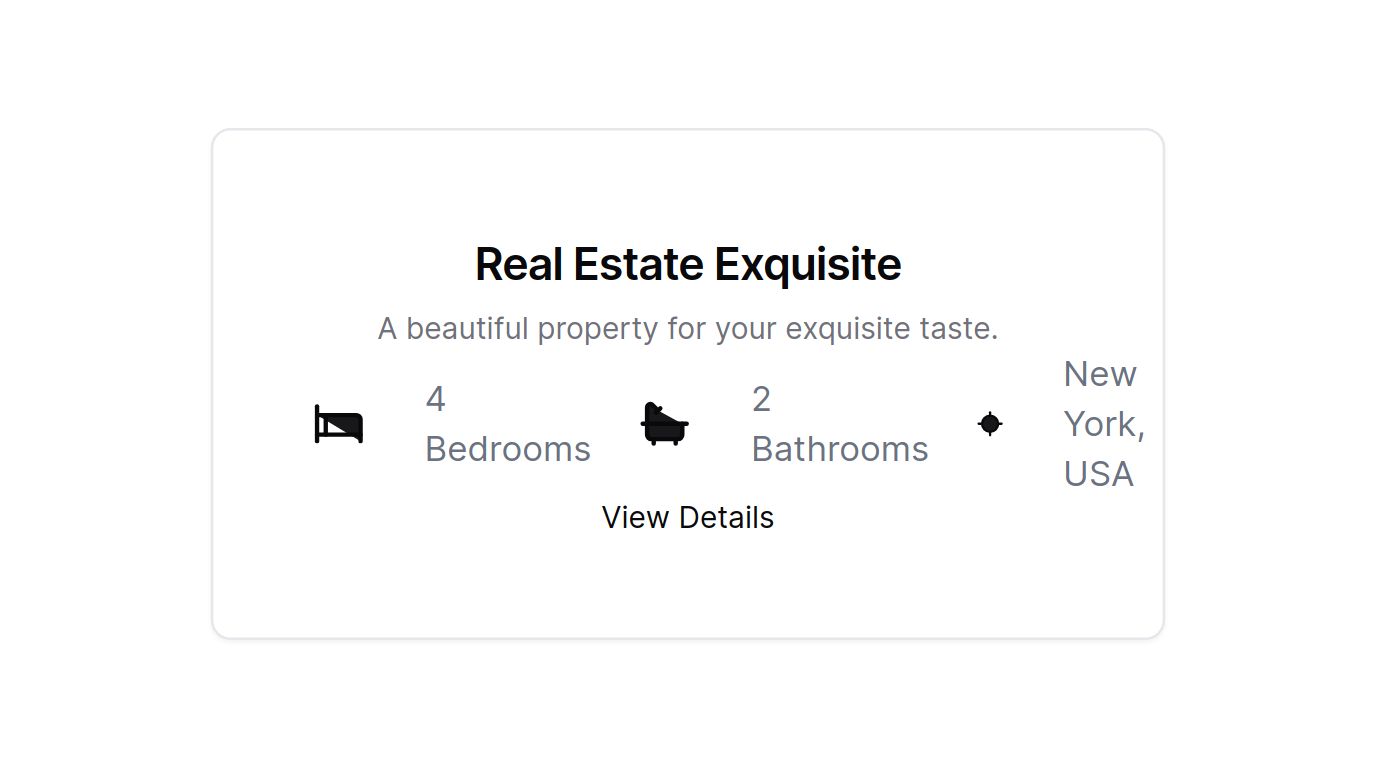 Real Estate Exquisite
A beautiful property for your exquisite taste.
4
Bedrooms
2
Bathrooms
New
York,
USA
View Details